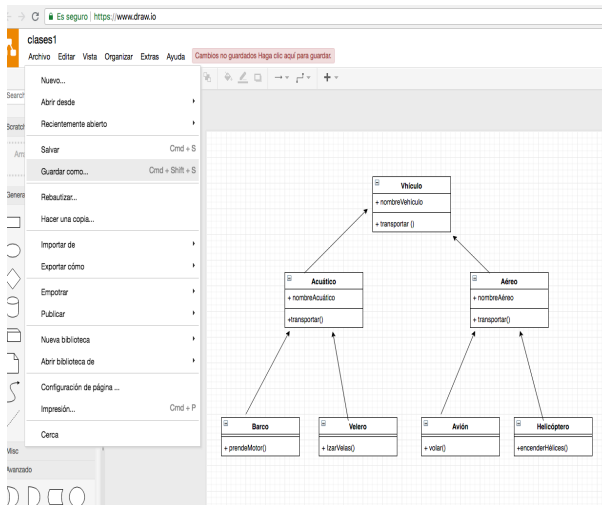 Es seguro | https://www.draw.io
clases1
Archivo Editar Vista Organizar Extras Ayuda Cambios no guardados Haga clic aquí para guardar.
Nuevo...
Abrir desde
Recientemente abierto
Salvar Cmd + S
Guardar como... Cmd + Shift + S
Rebautizar...
Hacer una copia...
Importar de
Exportar cómo
Empotrar
Publicar
Nueva biblioteca
Abrir biblioteca de
Configuración de página ...
Impresión... Cmd + P
Cerca
Search
Scratch
Genera
Misc
Avanzado
Vhículo
+ nombreVehículo
+ transportar ()
Acuático
+ nombreAcuático
+transportar()
Aéreo
+ nombreAéreo
+ transportar()
Barco
+ prendeMotor()
Velero
+ IzarVelas()
Avión
+ volar()
Helicóptero
+encenderHélices()